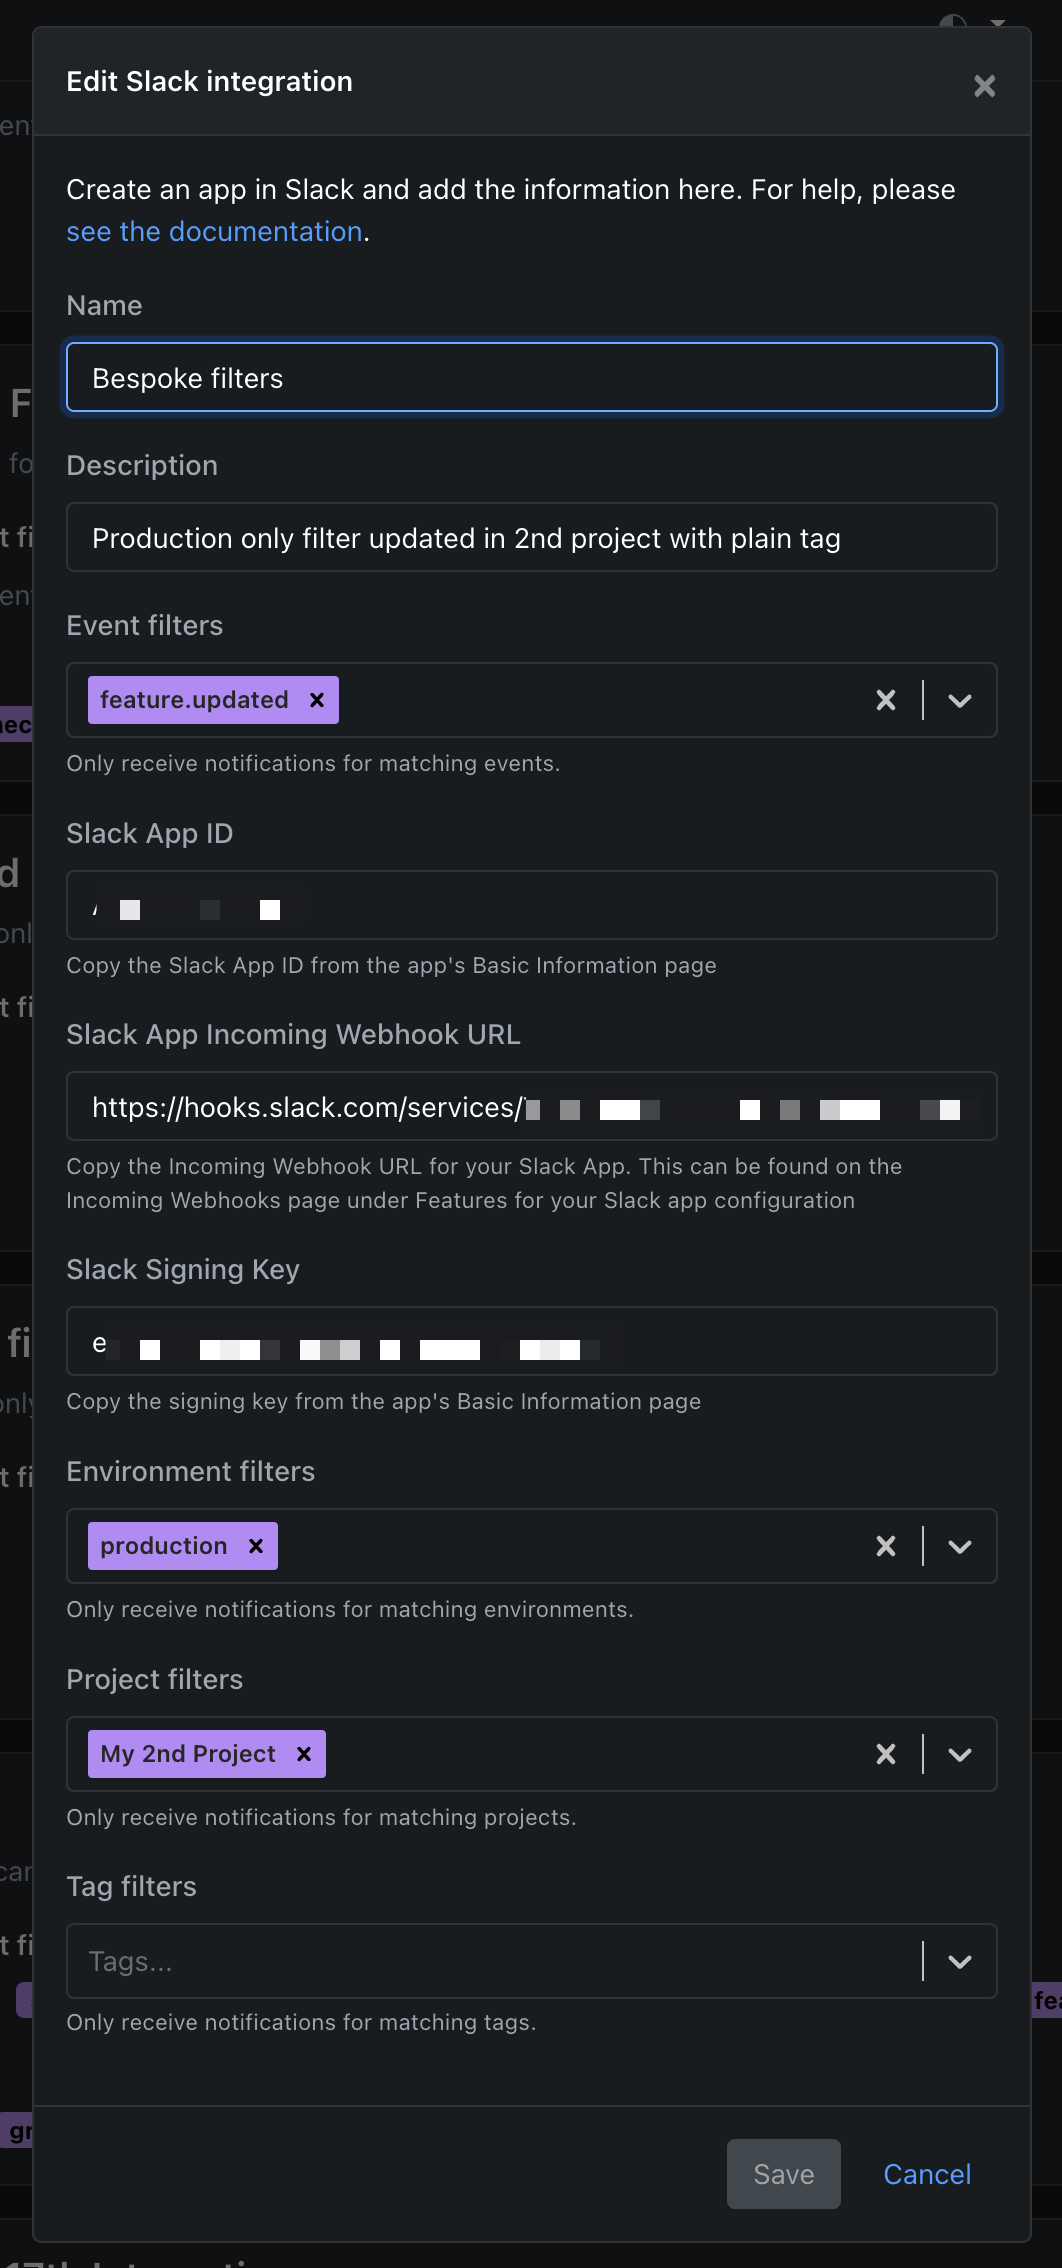 Edit Slack integration
Create an app in Slack and add the information here. For help, please
see the documentation.
Name
Bespoke filters
Description
Production only filter updated in 2nd project with plain tag
Event filters
feature.updated
Only receive notifications for matching events.
Slack App ID
Copy the Slack App ID from the app's Basic Information page
Slack App Incoming Webhook URL
https://hooks.slack.com/services/
Copy the Incoming Webhook URL for your Slack App. This can be found on the
Incoming Webhooks page under Features for your Slack app configuration
Slack Signing Key
e
Copy the signing key from the app's Basic Information page
Environment filters
production
Only receive notifications for matching environments.
Project filters
My 2nd Project
Only receive notifications for matching projects.
Tag filters
Tags...
Only receive notifications for matching tags.
Save Cancel